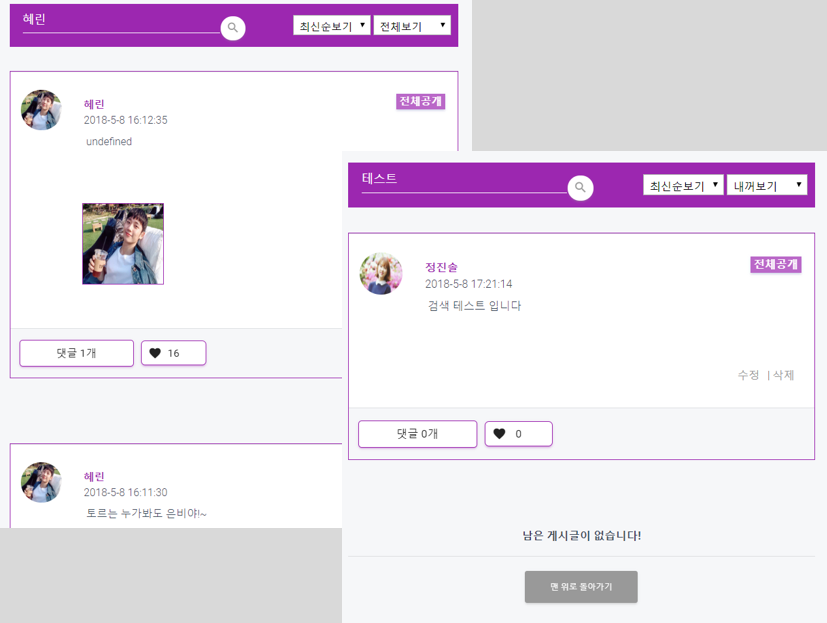 혜린
최신순보기
전체보기
혜린
전체공개
2018-5-8 16:12:35
undefined
댓글 1개
16
혜린
2018-5-8 16:11:30
토르는 누가봐도 은비야!~
테스트
최신순보기
내꺼보기
정진솔
전체공개
2018-5-8 17:21:14
검색 테스트 입니다
수정 | 삭제
댓글 0개
0
남은 게시글이 없습니다!
맨 위로 돌아가기